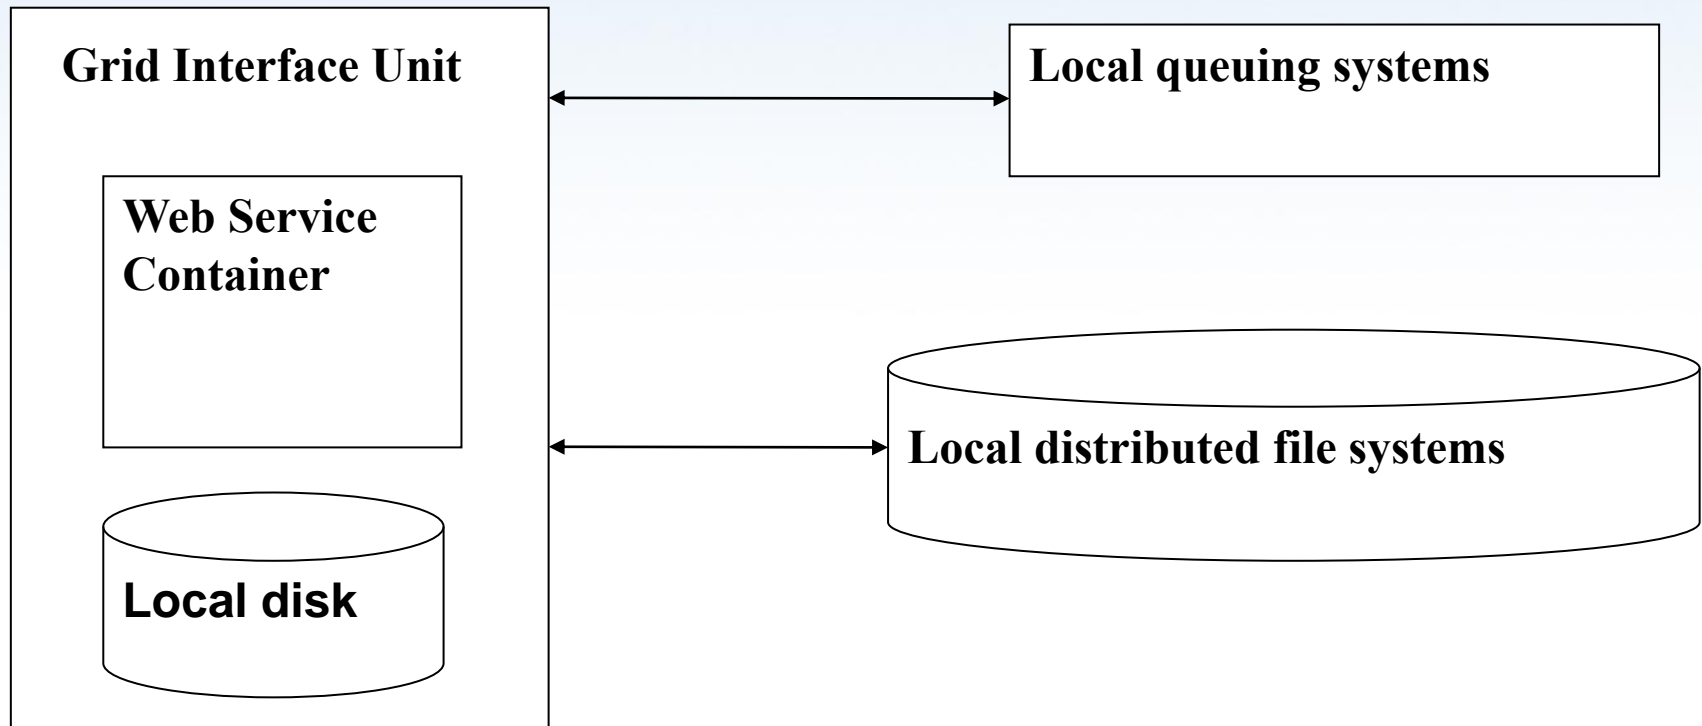 Grid Interface Unit
Local queuing systems
Web Service
Container
Local distributed file systems
Local disk